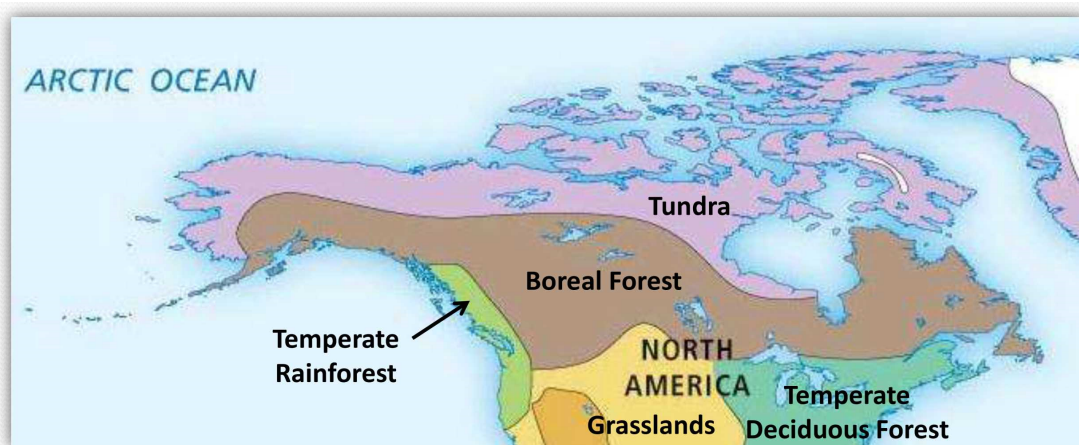 ARCTIC OCEAN
Tundra
Boreal Forest
Temperate
Rainforest
NORTH
AMERICA
Temperate
Deciduous Forest
Grasslands